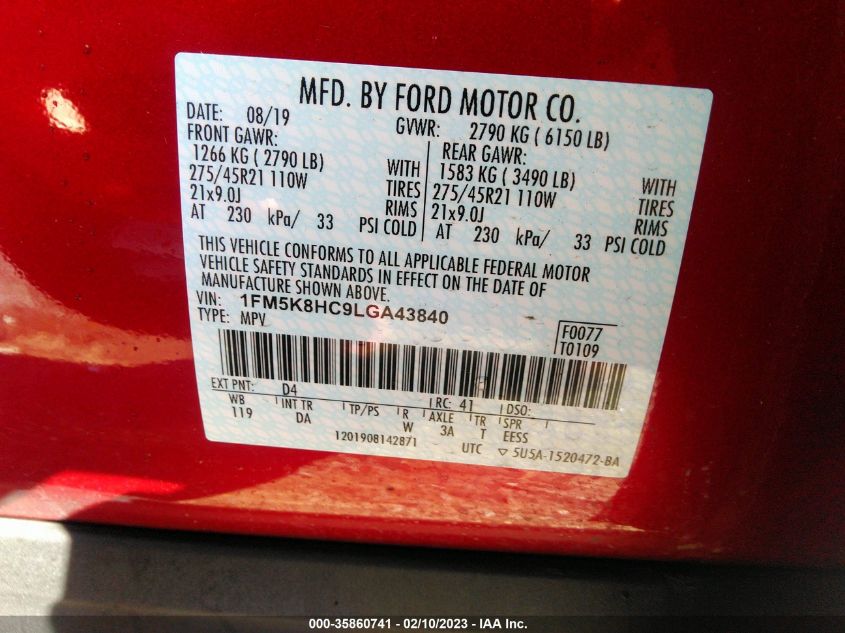 MFD. BY FORD MOTOR CO.
DATE: 08/19 GVWR: 2790 KG ( 6150 LB)
FRONT GAWR: REAR GAWR:
1266 KG ( 2790 LB) WITH 1583 KG ( 3490 LB) WITH
275/45R21 110W TIRES 275/45R21 110W TIRES
21x9.0J RIMS 21x9.0J RIMS
AT 230 kPa/ 33 PSI COLD AT 230 kPa/ 33 PSI COLD
THIS VEHICLE CONFORMS TO ALL APPLICABLE FEDERAL MOTOR
VEHICLE SAFETY STANDARDS IN EFFECT ON THE DATE OF
MANUFACTURE SHOWN ABOVE.
VIN: 1FM5K8HC9LGA43840
TYPE: MPV
F0077
T0109
EXT PNT: D4 RC: 41 DSO:
WB INT TR TP/PS R AXLE TR SPR
119 DA W 3A T EESS
1201908142871 UTC ▽ 5U5A-1520472-BA
000-35860741 — 02/10/2023 — IAA Inc.